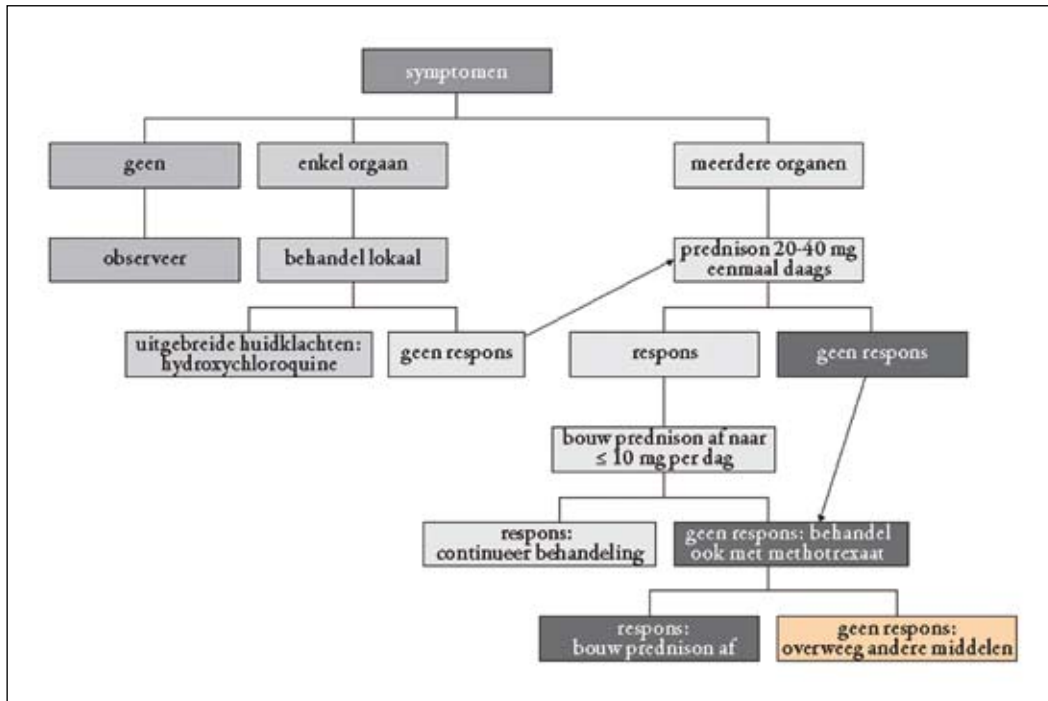 symptomen
geen
enkel orgaan
meerdere organen
observeer
behandel lokaal
prednison 20-40 mg
eenmaal daags
uitgebreide huidklachten:
hydroxychloroquine
geen respons
respons
geen respons
bouw prednison af naar
≤ 10 mg per dag
respons:
continueer behandeling
geen respons: behandel
ook met methotrexaat
respons:
bouw prednison af
geen respons:
overweeg andere middelen